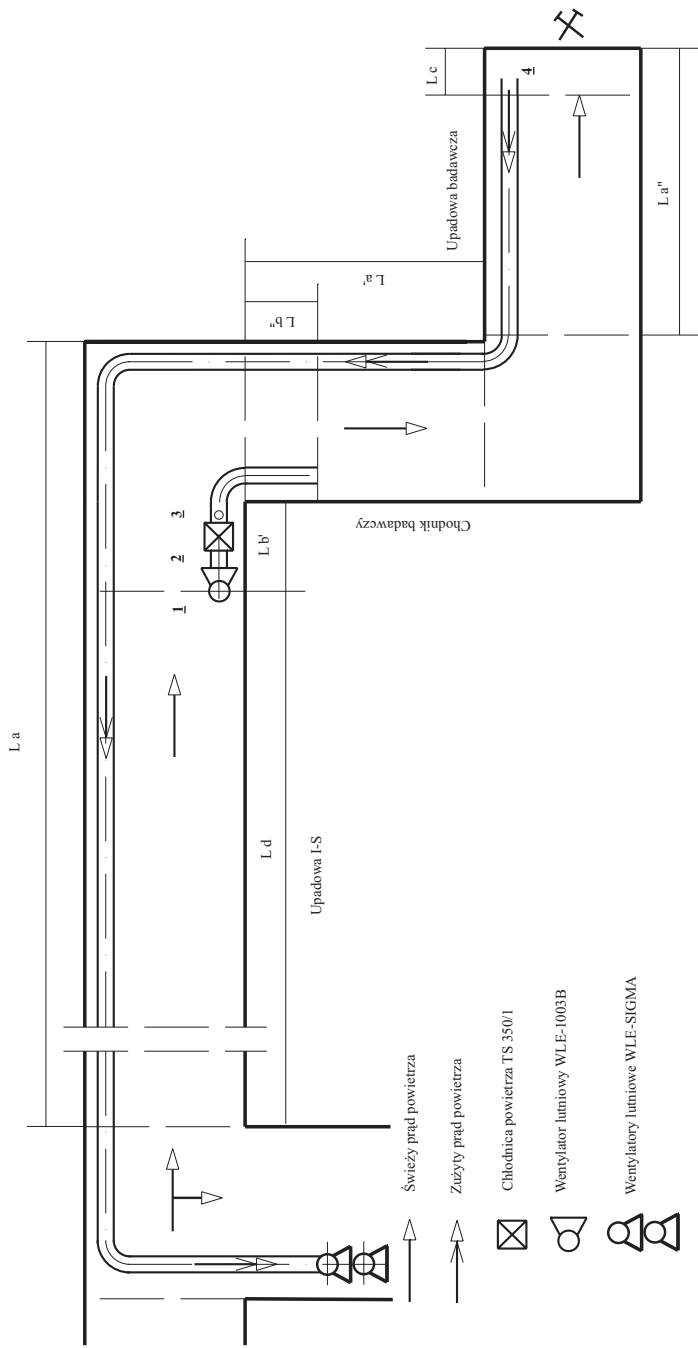 L a
L c
4
Upadowa badawcza
L a'
L b"
L a"
3
2
1
L b'
Chodnik badawczy
L d
Upadowa I-S
Świeży prąd powietrza
Zużyty prąd powietrza
Chłodnica powietrza TS 350/1
Wentylator lutniowy WLE-1003B
Wentylatory lutniowe WLE-SIGMA